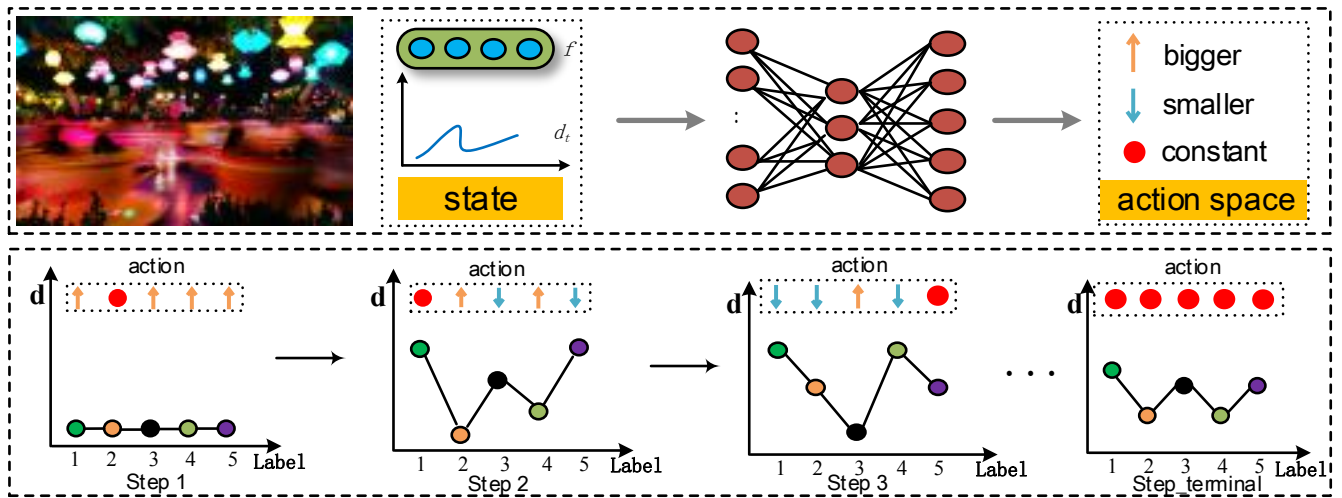 f
d_t
state
:
bigger
smaller
constant
action space
action
d
1 2 3 4 5 Label
Step 1
action
d
1 2 3 4 5 Label
Step 2
action
d
1 2 3 4 5 Label
Step 3
. . .
action
d
1 2 3 4 5 Label
Step_terminal